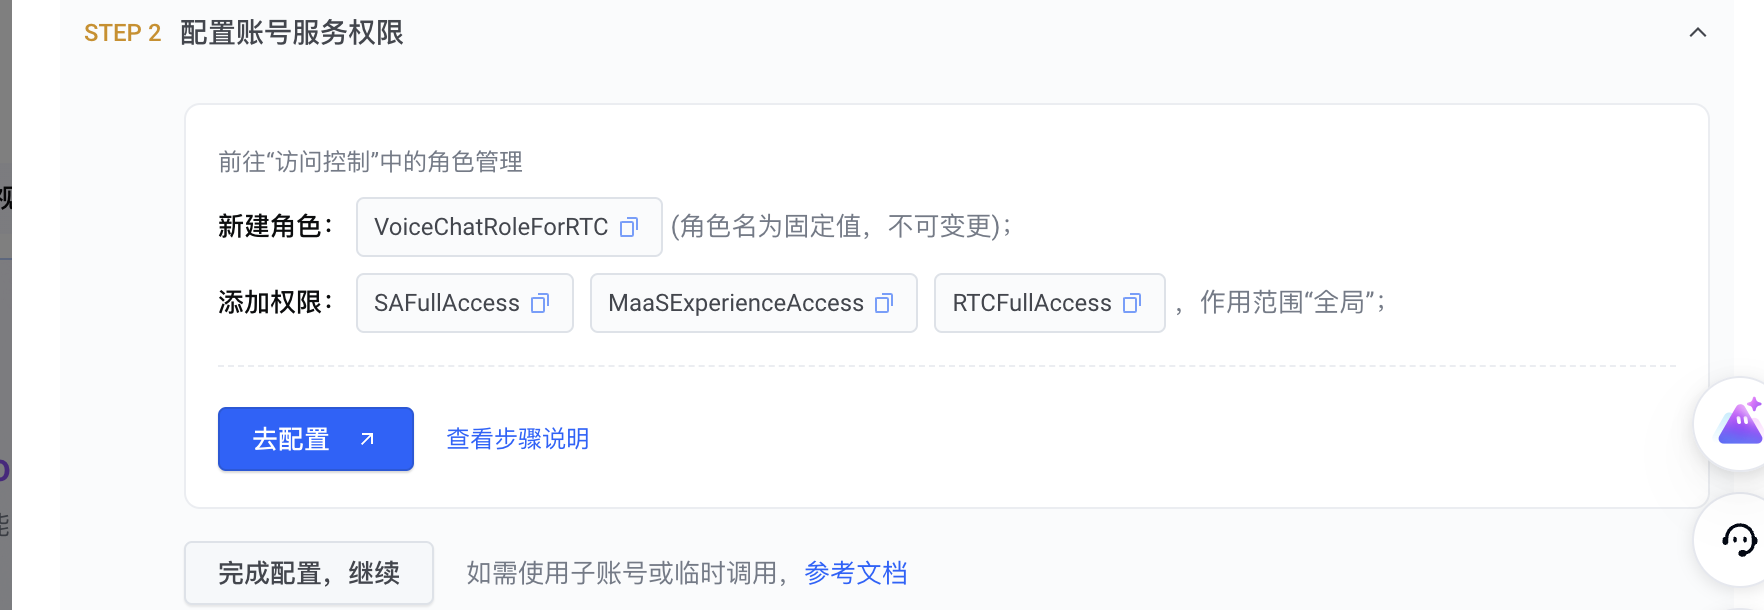 STEP 2 配置账号服务权限
前往“访问控制”中的角色管理
新建角色： VoiceChatRoleForRTC (角色名为固定值，不可变更)；
添加权限： SAFullAccess MaaSExperienceAccess RTCFullAccess ，作用范围“全局”；
去配置 查看步骤说明
完成配置，继续 如需使用子账号或临时调用，参考文档